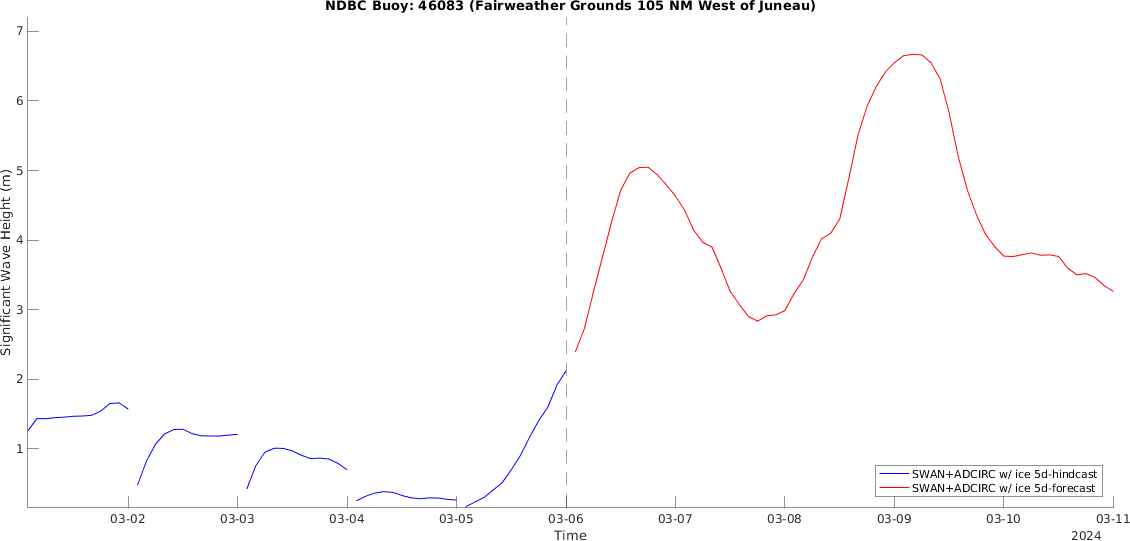 NDBC Buoy: 46083 (Fairweather Grounds 105 NM West of Juneau)
Significant Wave Height (m)
7
6
5
4
3
2
1
SWAN+ADCIRC w/ ice 5d-hindcast
SWAN+ADCIRC w/ ice 5d-forecast
03-02 03-03 03-04 03-05 03-06 03-07 03-08 03-09 03-10 03-11
Time
2024